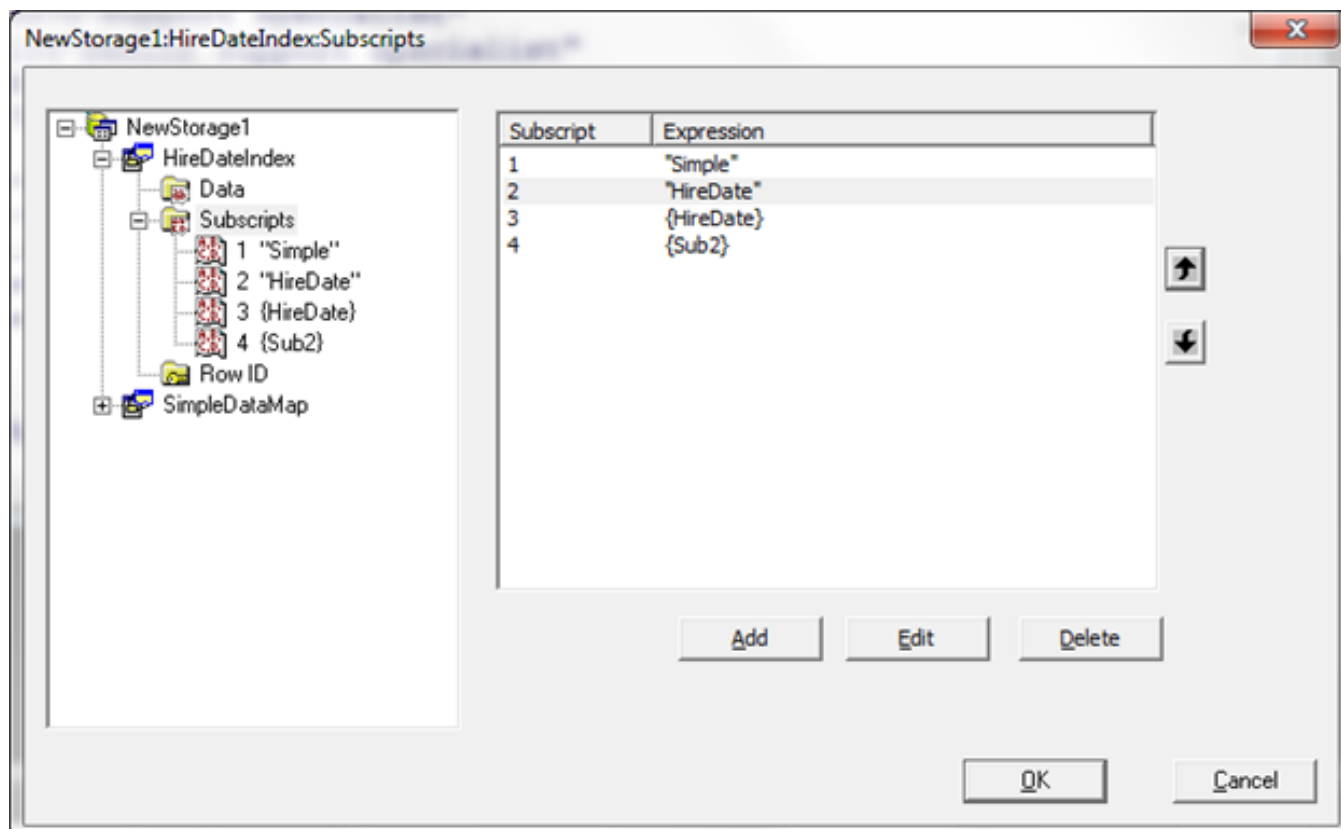 NewStorage1:HireDateIndex:Subscripts
NewStorage1
HireDateIndex
Data
Subscripts
1 "Simple"
2 "HireDate"
3 {HireDate}
4 {Sub2}
Row ID
SimpleDataMap
Subscript Expression
1 "Simple"
2 "HireDate"
3 {HireDate}
4 {Sub2}
Add Edit Delete
OK Cancel